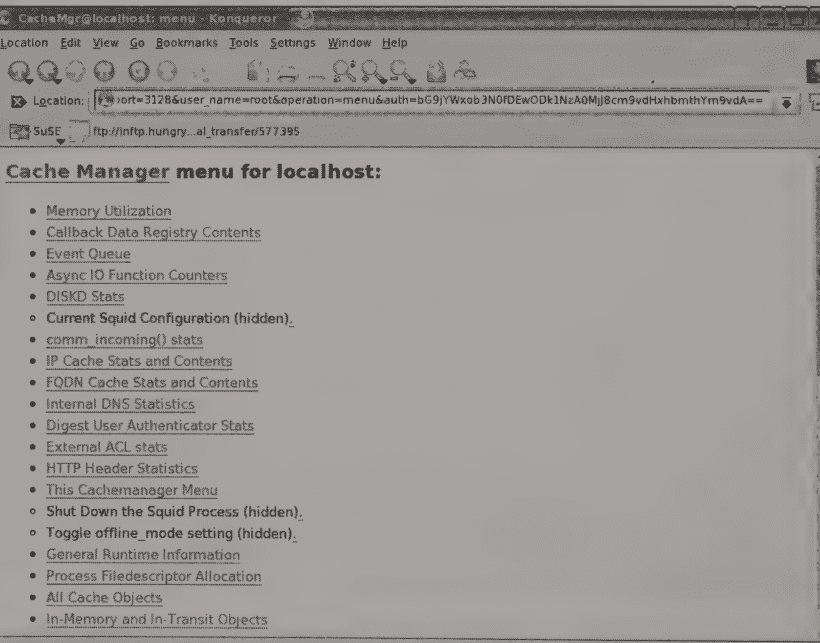 CacheMgr@localhost: menu - Konqueror
Location Edit View Go Bookmarks Tools Settings Window Help
Location: port=3128&user_name=root&operation=menu&auth=
SuSE ftp://inftp.hungry...al_transfer/577395
Cache Manager menu for localhost:
Memory Utilization
Callback Data Registry Contents
Event Queue
Async IO Function Counters
DISKD Stats
Current Squid Configuration (hidden).
comm_incoming() stats
IP Cache Stats and Contents
FQDN Cache Stats and Contents
Internal DNS Statistics
Digest User Authenticator Stats
External ACL stats
HTTP Header Statistics
This Cachemanager Menu
Shut Down the Squid Process (hidden).
Toggle offline_mode setting (hidden).
General Runtime Information
Process Filedescriptor Allocation
All Cache Objects
In-Memory and In-Transit Objects